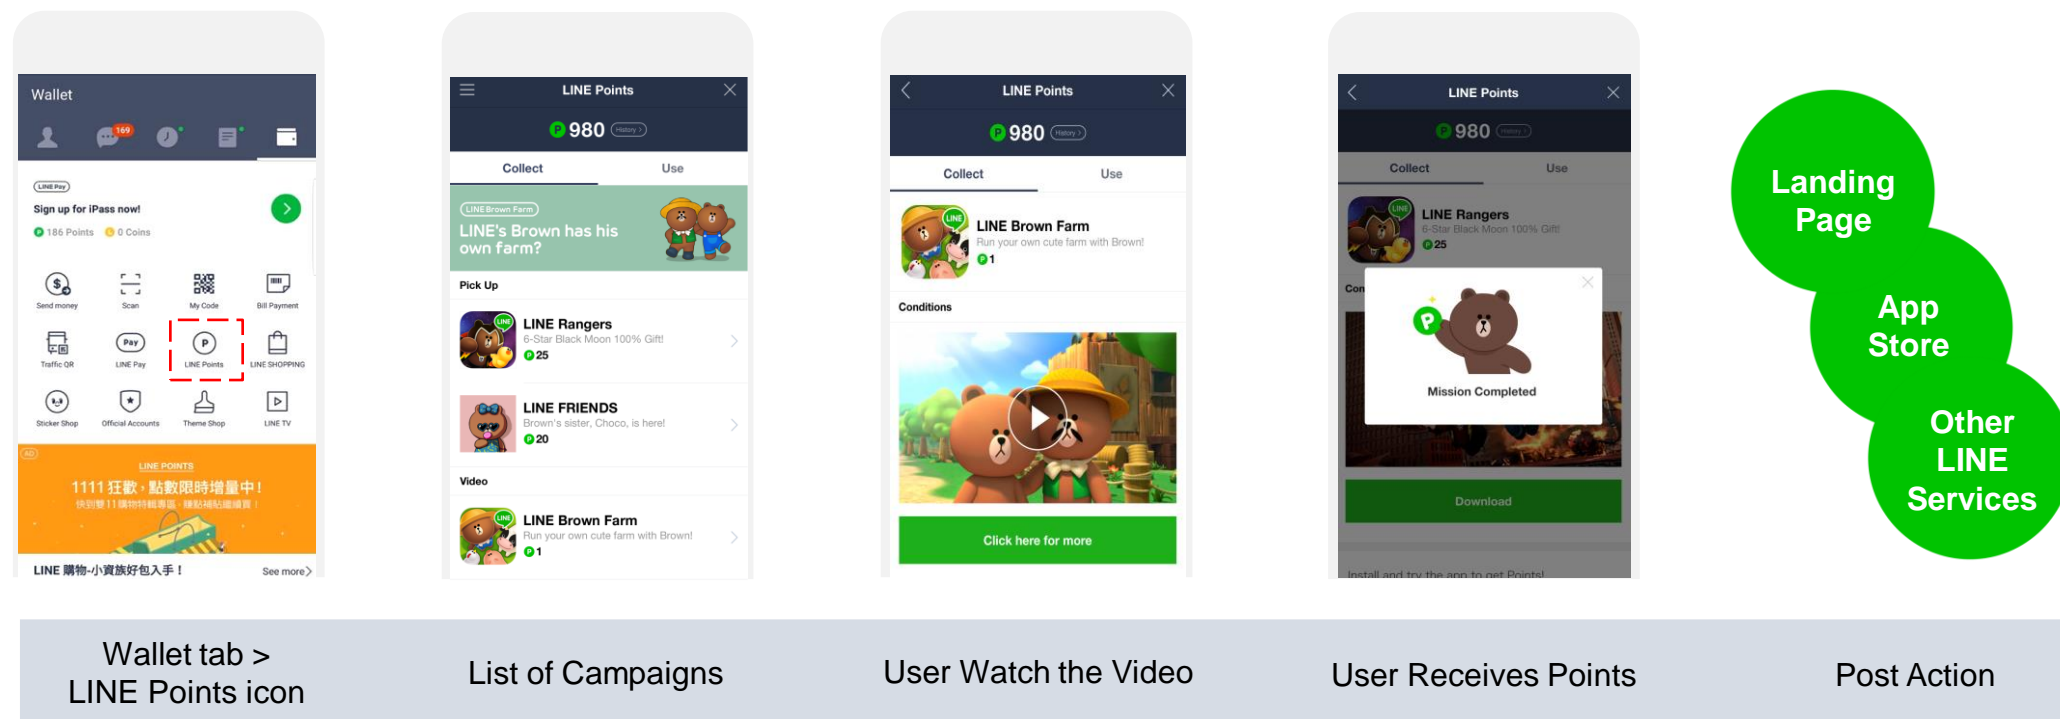 Wallet
169
LINE Pay
Sign up for iPass now!
P 186 Points L 0 Coins
Send money
Scan
My Code
Bill Payment
Traffic QR
Pay
LINE Pay
P
LINE Points
LINE SHOPPING
Sticker Shop
Official Accounts
Theme Shop
LINE TV
AD
LINE POINTS
1111 狂歡，點數限時增量中！
LINE 購物-小資族好包入手！
See more
Wallet tab >
LINE Points icon
LINE Points
P 980 History >
Collect
Use
LINE Brown Farm
LINE's Brown has his
own farm?
Pick Up
LINE
LINE Rangers
6-Star Black Moon 100% Gift!
P 25
LINE FRIENDS
Brown's sister, Choco, is here!
P 20
Video
LINE
LINE Brown Farm
Run your own cute farm with Brown!
P 1
List of Campaigns
LINE Points
P 980 History >
Collect
Use
LINE
LINE Brown Farm
Run your own cute farm with Brown!
P 1
Conditions
Click here for more
User Watch the Video
LINE Points
P 980 History >
Collect
Use
LINE
LINE Rangers
6-Star Black Moon 100% Gift!
P 25
Con
P
Mission Completed
Download
Install and try the app to get Points!
User Receives Points
Landing
Page
App
Store
Other
LINE
Services
Post Action